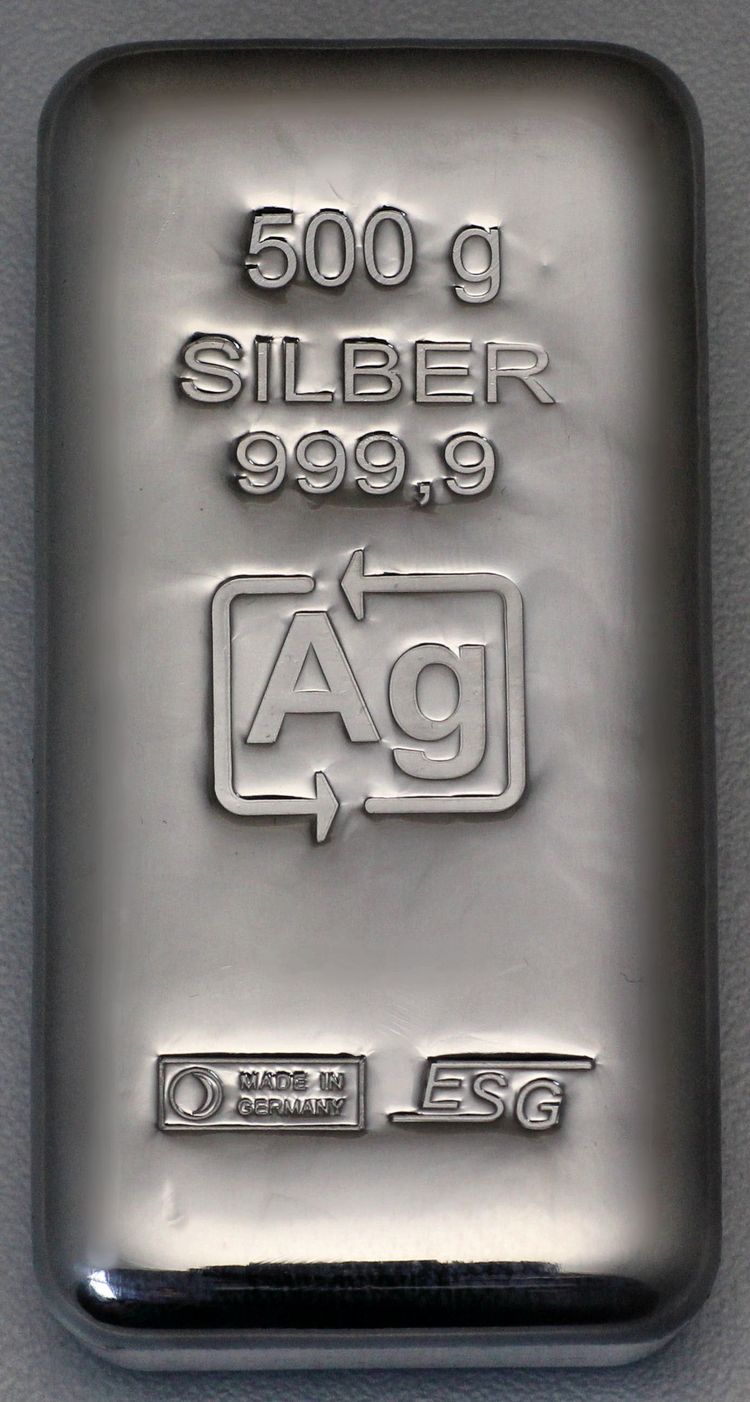 500 g
SILBER
999,9
Ag
MADE IN
GERMANY
ESG